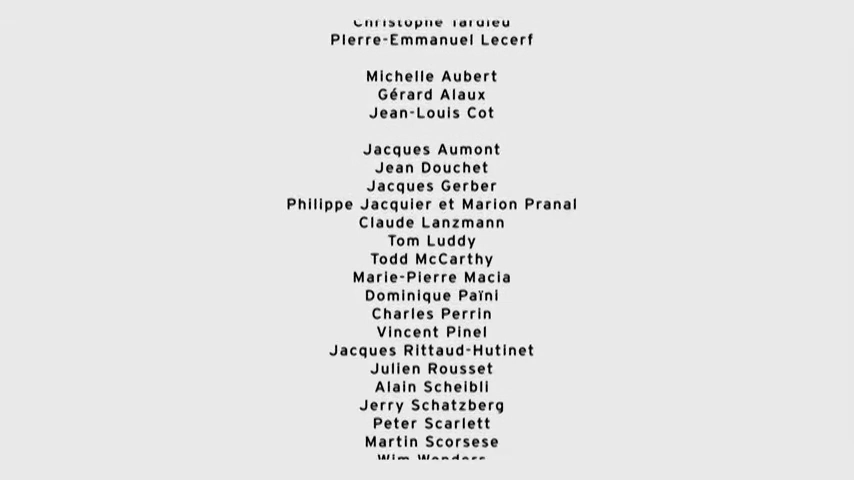 Christophe Tardieu
Pierre-Emmanuel Lecerf
Michelle Aubert
Gérard Alaux
Jean-Louis Cot
Jacques Aumont
Jean Douchet
Jacques Gerber
Philippe Jacquier et Marion Pranal
Claude Lanzmann
Tom Luddy
Todd McCarthy
Marie-Pierre Macia
Dominique Païni
Charles Perrin
Vincent Pinel
Jacques Rittaud-Hutinet
Julien Rousset
Alain Scheibli
Jerry Schatzberg
Peter Scarlett
Martin Scorsese
Wim Wenders